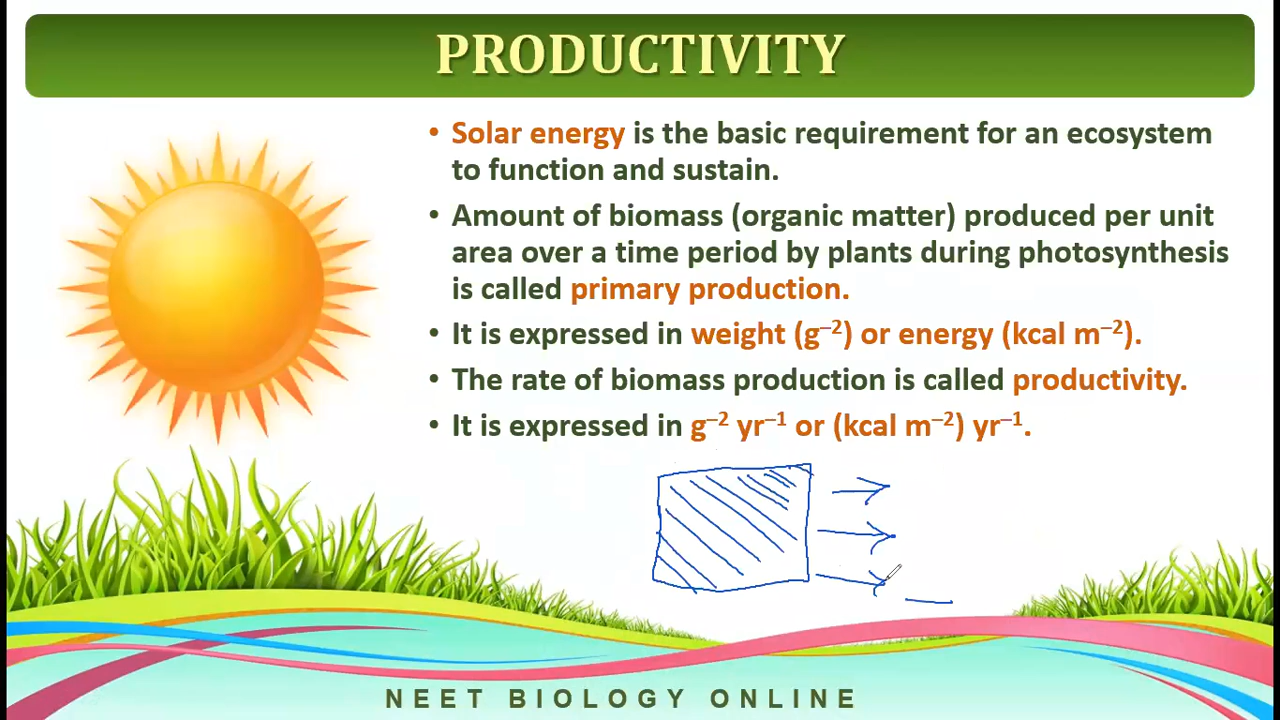 PRODUCTIVITY
• Solar energy is the basic requirement for an ecosystem
to function and sustain.
• Amount of biomass (organic matter) produced per unit
area over a time period by plants during photosynthesis
is called primary production.
• It is expressed in weight (g⁻²) or energy (kcal m⁻²).
• The rate of biomass production is called productivity.
• It is expressed in g⁻² yr⁻¹ or (kcal m⁻²) yr⁻¹.
NEET BIOLOGY ONLINE